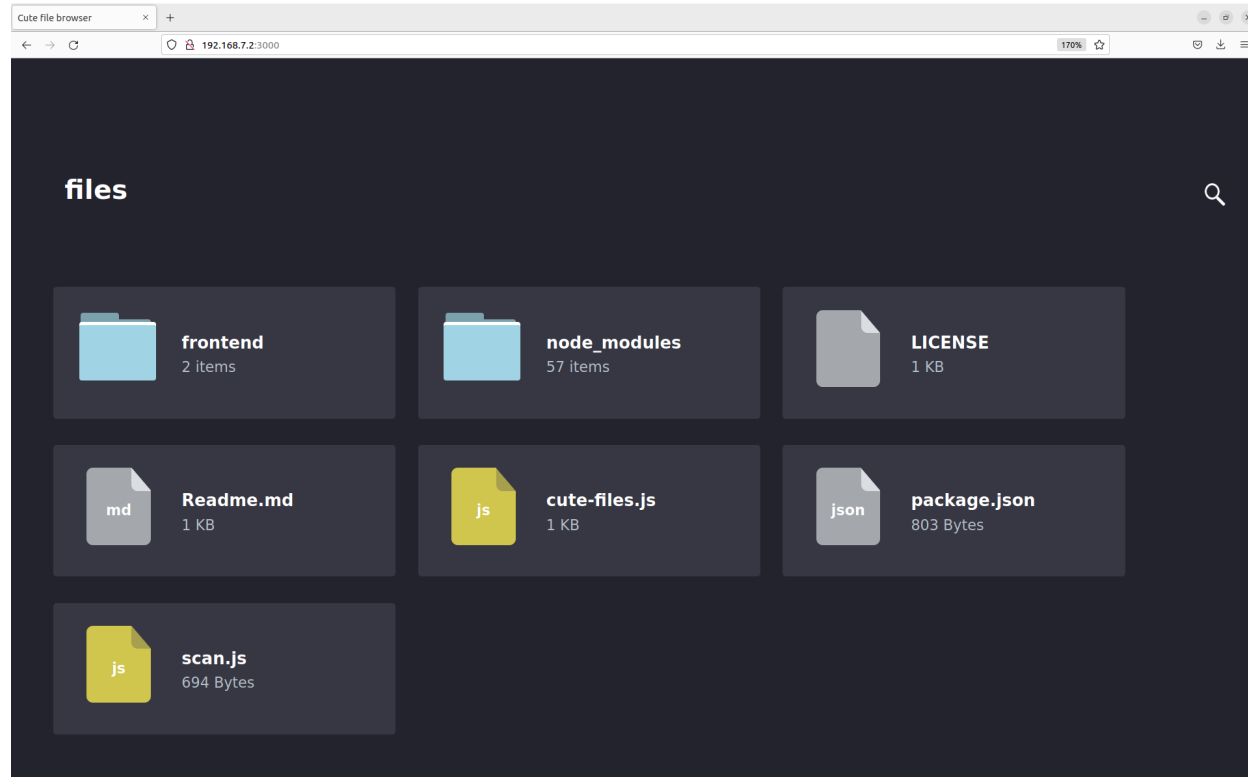 Cute file browser
192.168.7.2:3000
170%
files
frontend
2 items
node_modules
57 items
LICENSE
1 KB
md
Readme.md
1 KB
js
cute-files.js
1 KB
json
package.json
803 Bytes
js
scan.js
694 Bytes